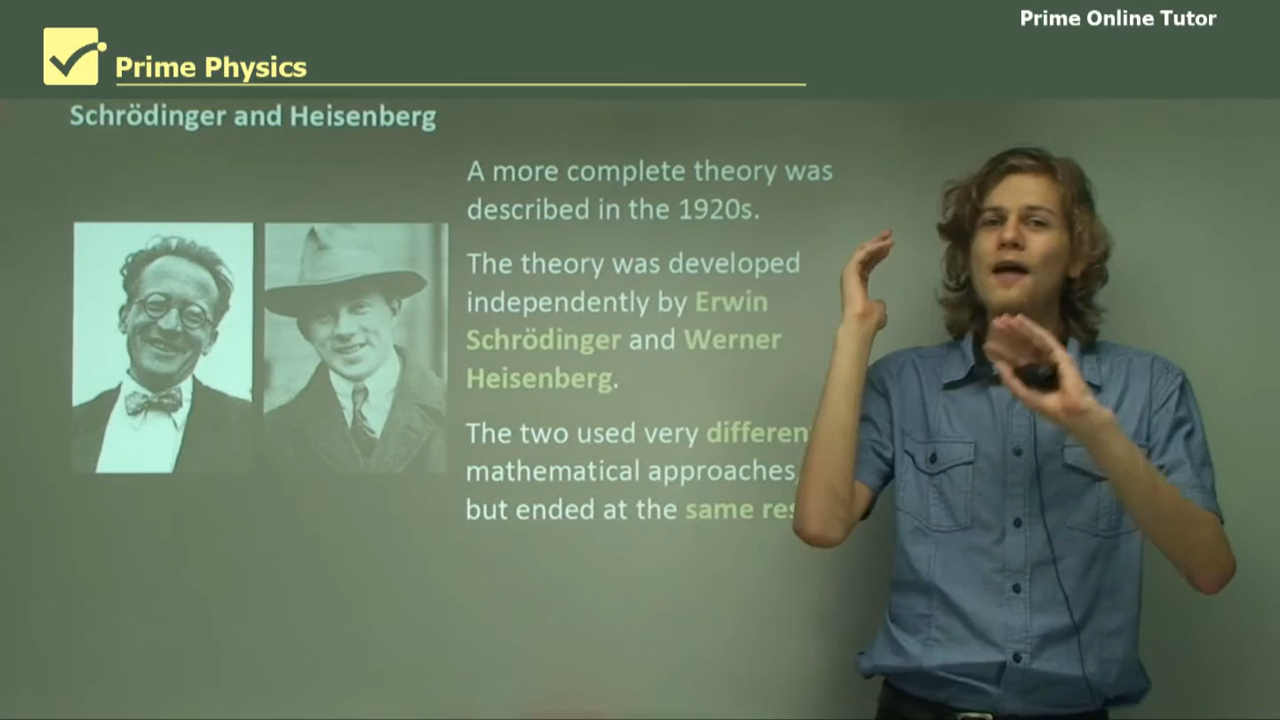 Prime Online Tutor
Prime Physics
Schrödinger and Heisenberg
A more complete theory was
described in the 1920s.
The theory was developed
independently by Erwin
Schrödinger and Werner
Heisenberg.
The two used very differen
mathematical approaches,
but ended at the same res